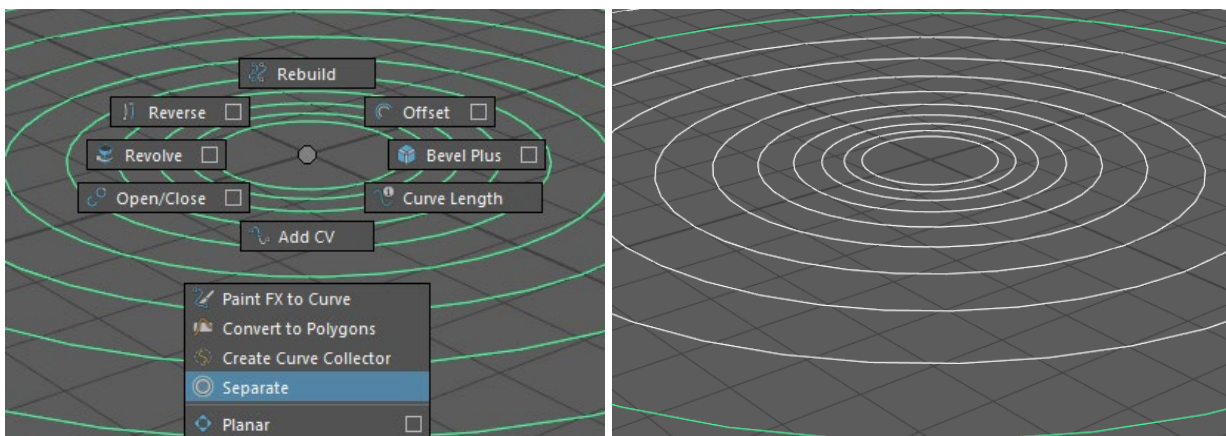 Rebuild
Reverse
Offset
Revolve
Bevel Plus
Open/Close
Curve Length
Add CV
Paint FX to Curve
Convert to Polygons
Create Curve Collector
Separate
Planar